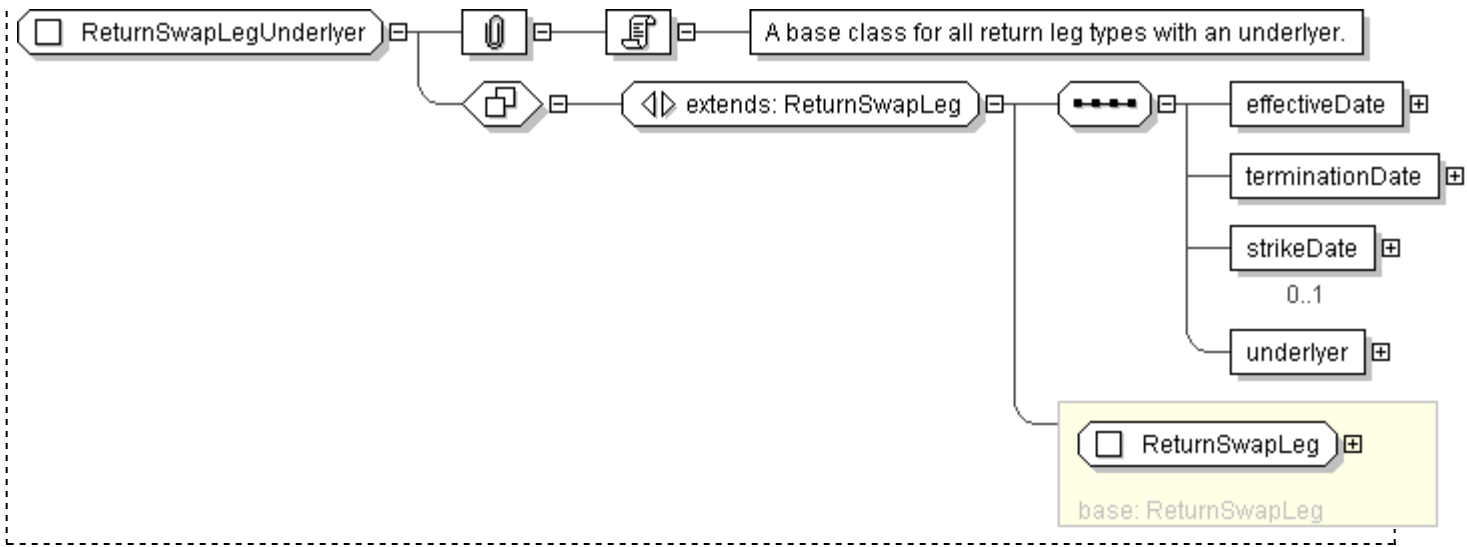 ReturnSwapLegUnderlyer
A base class for all return leg types with an underlyer.
extends: ReturnSwapLeg
effectiveDate
terminationDate
strikeDate
0..1
underlyer
ReturnSwapLeg
base: ReturnSwapLeg